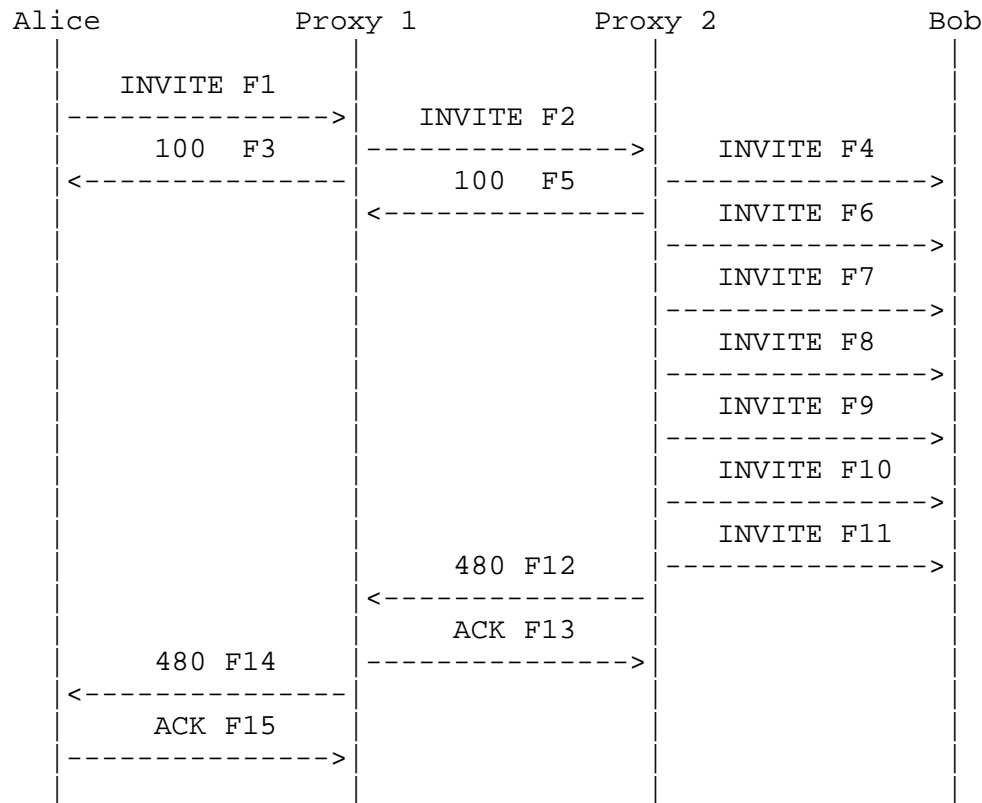 Alice Proxy 1 Proxy 2 Bob
INVITE F1
INVITE F2
100 F3 INVITE F4
100 F5
INVITE F6
INVITE F7
INVITE F8
INVITE F9
INVITE F10
INVITE F11
480 F12
ACK F13
480 F14
ACK F15